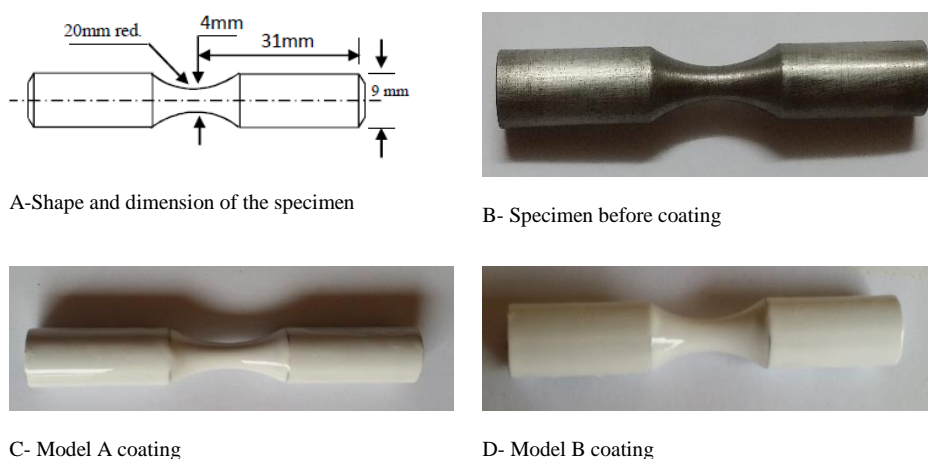 4mm
20mm red.
31mm
9 mm
A-Shape and dimension of the specimen
B- Specimen before coating
C- Model A coating
D- Model B coating